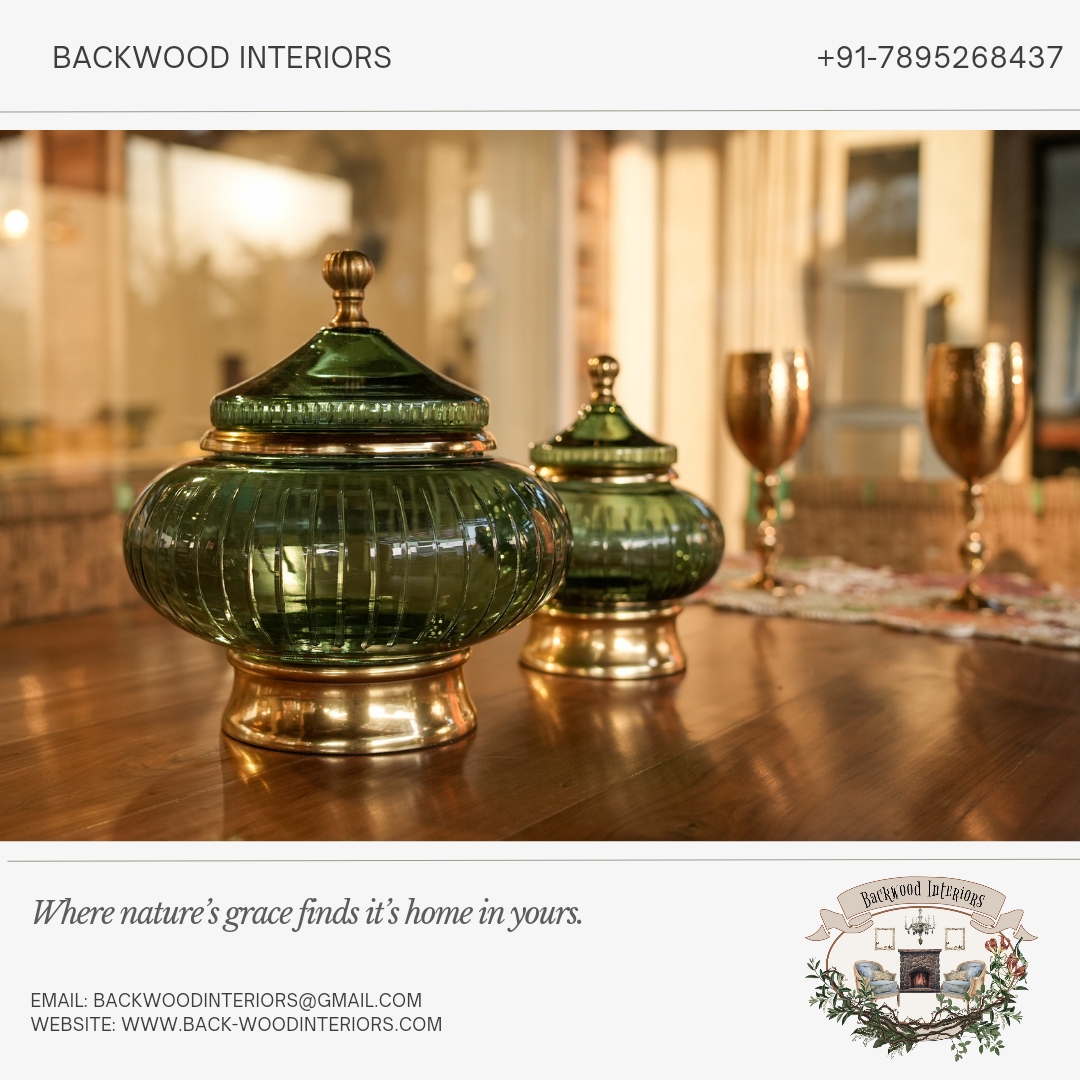 BACKWOOD INTERIORS
+91-7895268437
Where nature's grace finds it's home in yours.
Backwood Interiors
EMAIL: BACKWOODINTERIORS@GMAIL.COM
WEBSITE: WWW.BACK-WOODINTERIORS.COM